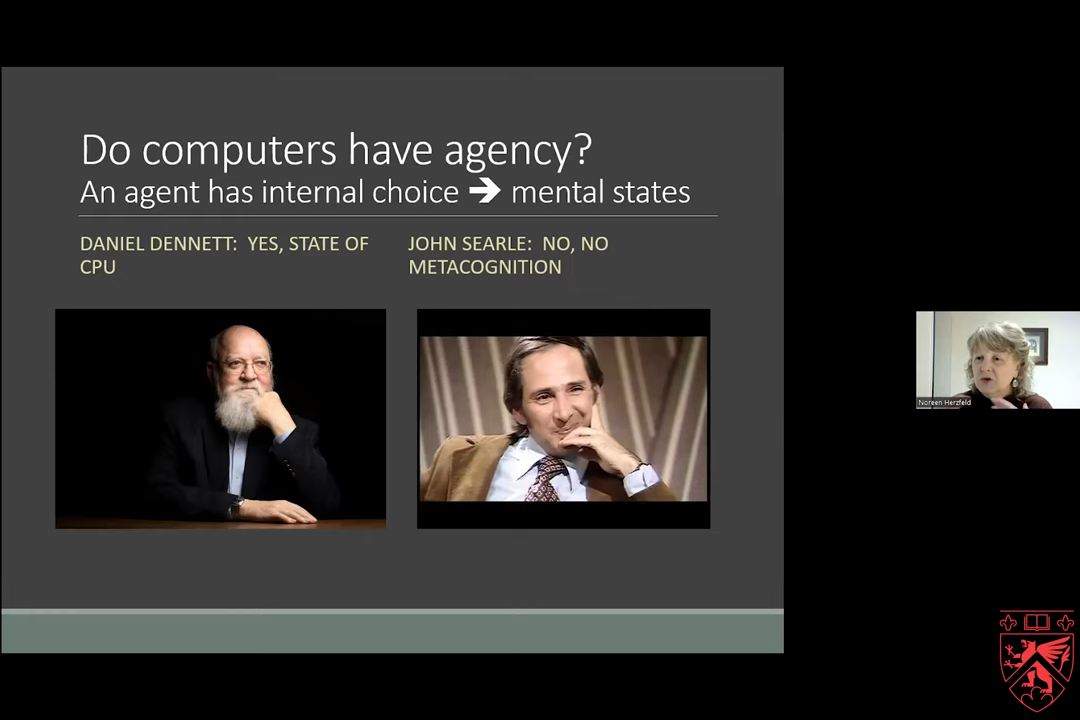 Do computers have agency?
An agent has internal choice ➔ mental states
DANIEL DENNETT: YES, STATE OF
CPU
JOHN SEARLE: NO, NO
METACOGNITION
Noreen Herzfeld